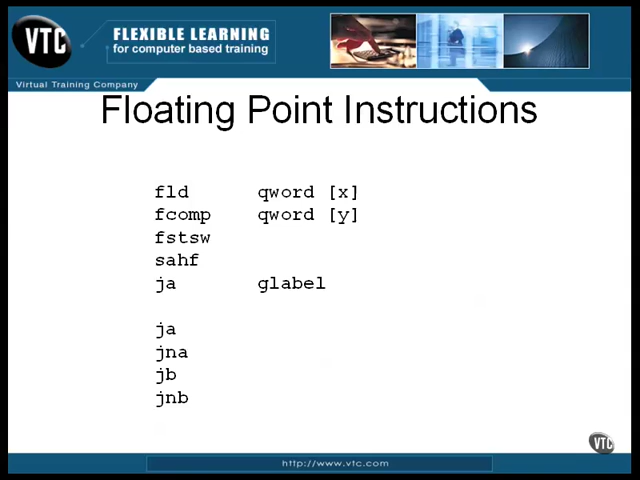 VTC
FLEXIBLE LEARNING
for computer based training
Virtual Training Company
Floating Point Instructions
fld qword [x]
fcomp qword [y]
fstsw
sahf
ja glabel
ja
jna
jb
jnb
VTC
http://www.vtc.com